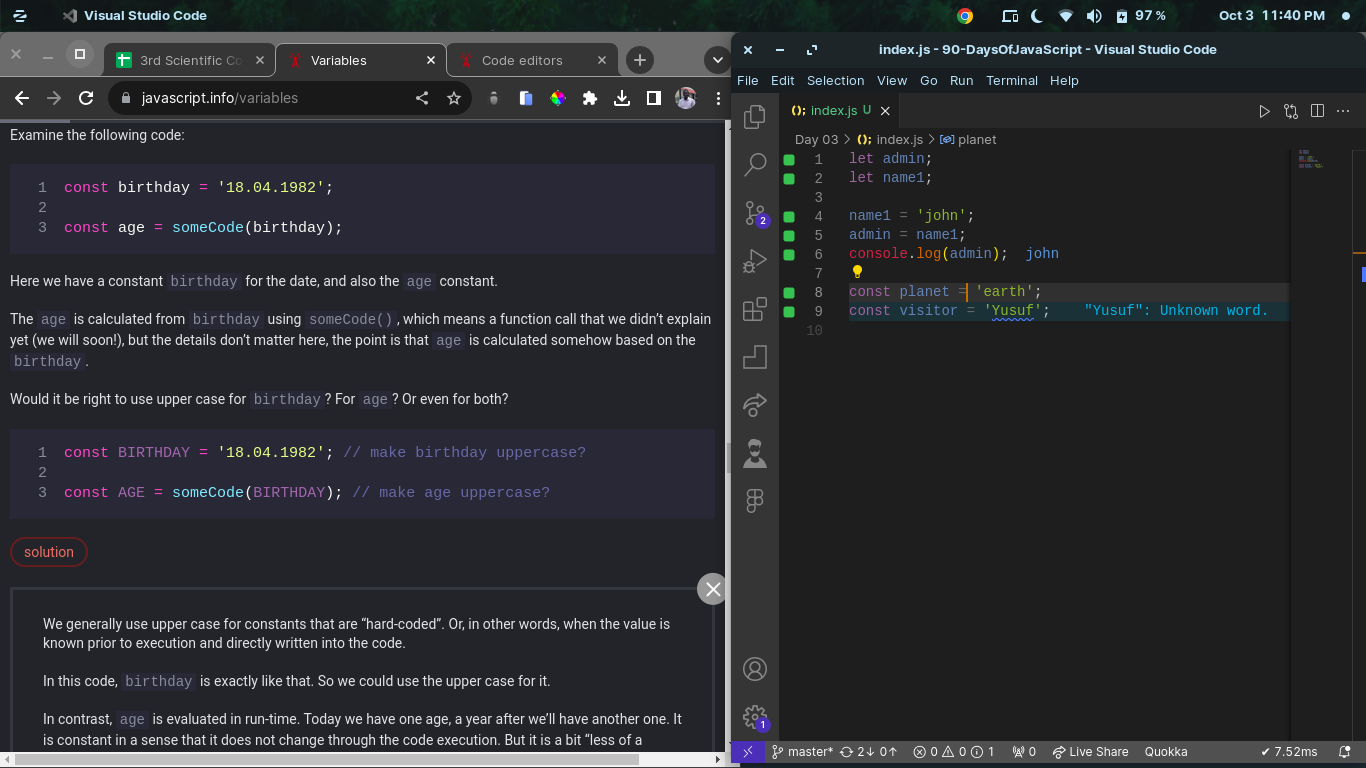 Visual Studio Code
97 %
Oct 3 11:40 PM
3rd Scientific Co
Variables
Code editors
javascript.info/variables
Examine the following code:
1 const birthday = '18.04.1982';
2
3 const age = someCode(birthday);
Here we have a constant birthday for the date, and also the age constant.
The age is calculated from birthday using someCode(), which means a function call that we didn’t explain
yet (we will soon!), but the details don’t matter here, the point is that age is calculated somehow based on the
birthday.
Would it be right to use upper case for birthday? For age? Or even for both?
1 const BIRTHDAY = '18.04.1982'; // make birthday uppercase?
2
3 const AGE = someCode(BIRTHDAY); // make age uppercase?
solution
We generally use upper case for constants that are “hard-coded”. Or, in other words, when the value is
known prior to execution and directly written into the code.
In this code, birthday is exactly like that. So we could use the upper case for it.
In contrast, age is evaluated in run-time. Today we have one age, a year after we’ll have another one. It
is constant in a sense that it does not change through the code execution. But it is a bit “less of a
index.js - 90-DaysOfJavaScript - Visual Studio Code
File Edit Selection View Go Run Terminal Help
index.js U
Day 03 > index.js > planet
1 let admin;
2 let name1;
3
4 name1 = 'john';
5 admin = name1;
6 console.log(admin); john
7
8 const planet = 'earth';
9 const visitor = 'Yusuf'; "Yusuf": Unknown word.
10
2
1
master* 2↓ 0↑ 0 0 1 0 Live Share Quokka ✔ 7.52ms